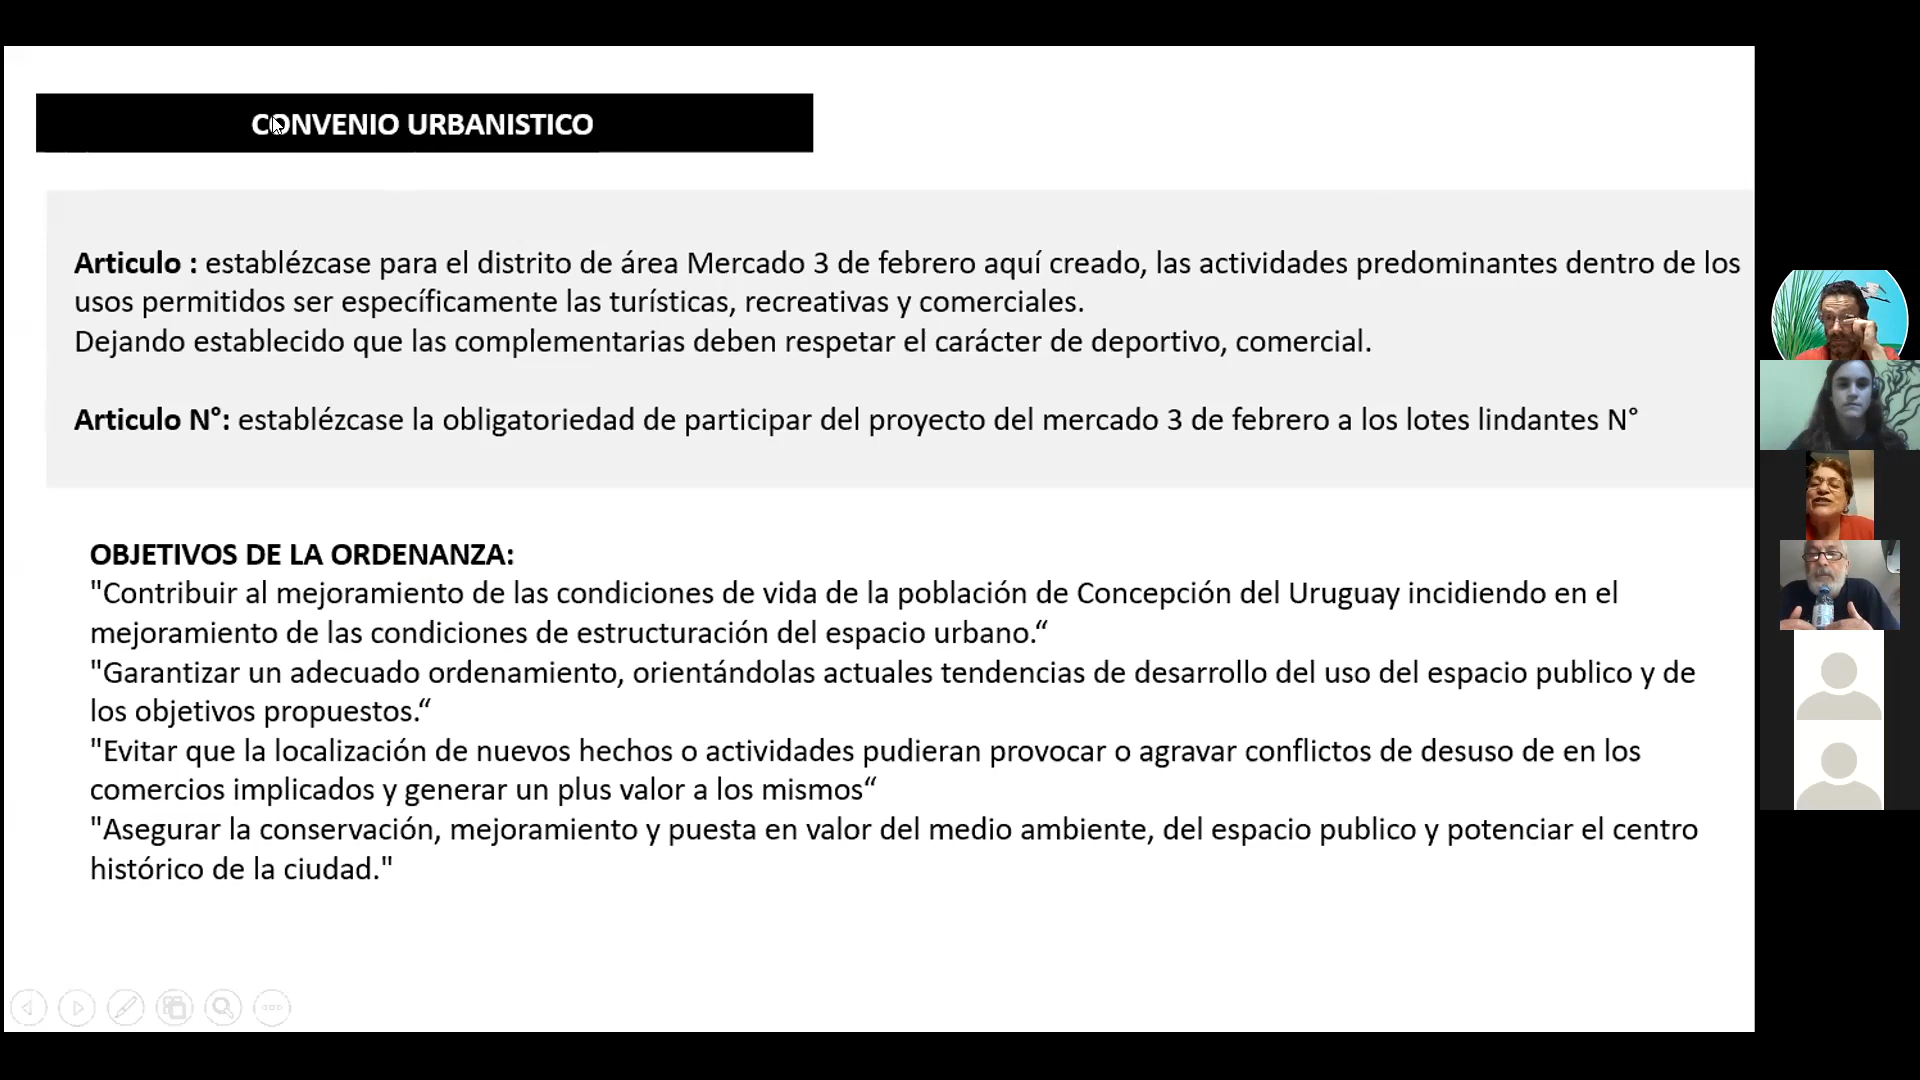 CONVENIO URBANISTICO
Articulo : establézcase para el distrito de área Mercado 3 de febrero aquí creado, las actividades predominantes dentro de los
usos permitidos ser específicamente las turísticas, recreativas y comerciales.
Dejando establecido que las complementarias deben respetar el carácter de deportivo, comercial.
Articulo N°: establézcase la obligatoriedad de participar del proyecto del mercado 3 de febrero a los lotes lindantes N°
OBJETIVOS DE LA ORDENANZA:
"Contribuir al mejoramiento de las condiciones de vida de la población de Concepción del Uruguay incidiendo en el
mejoramiento de las condiciones de estructuración del espacio urbano.“
"Garantizar un adecuado ordenamiento, orientándolas actuales tendencias de desarrollo del uso del espacio publico y de
los objetivos propuestos.“
"Evitar que la localización de nuevos hechos o actividades pudieran provocar o agravar conflictos de desuso de en los
comercios implicados y generar un plus valor a los mismos“
"Asegurar la conservación, mejoramiento y puesta en valor del medio ambiente, del espacio publico y potenciar el centro
histórico de la ciudad."